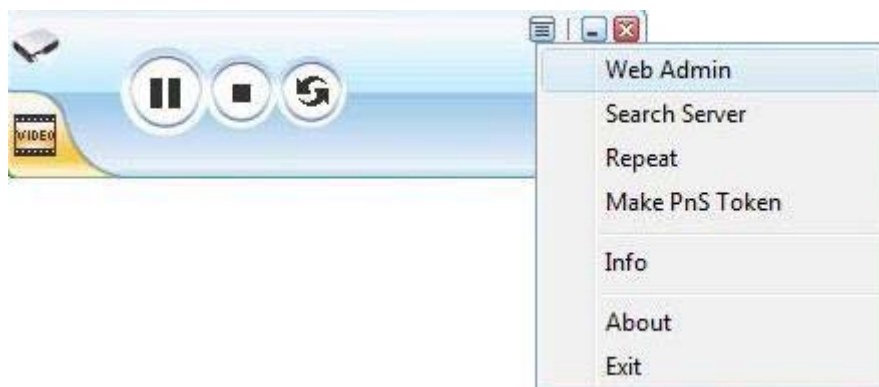 VIDEO
Web Admin
Search Server
Repeat
Make PnS Token
Info
About
Exit